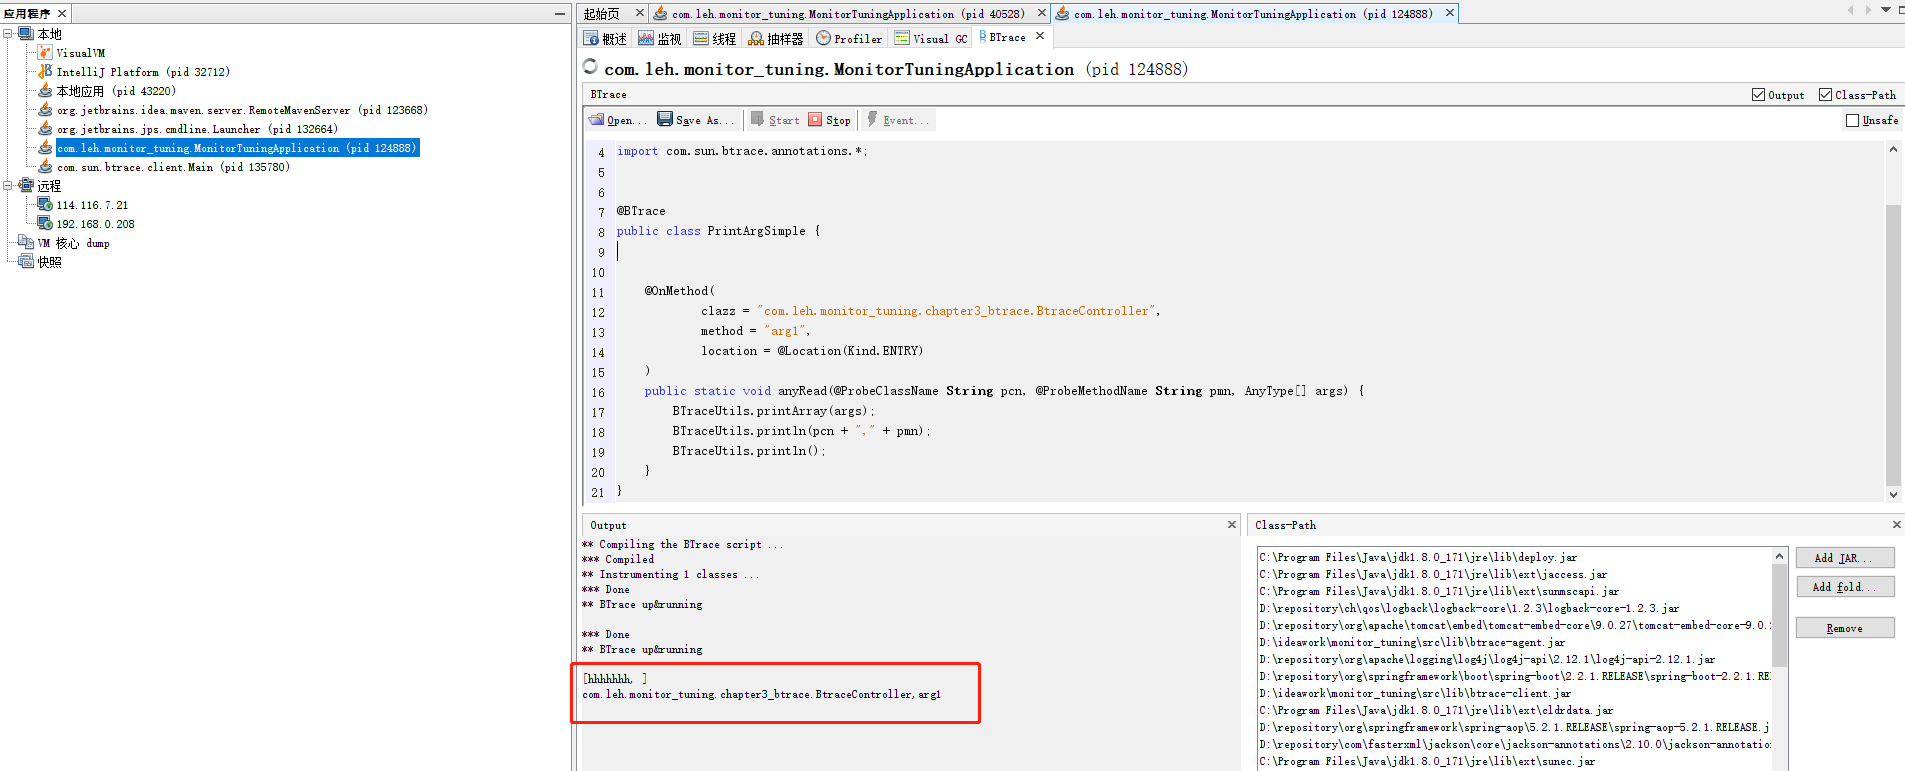 应用程序
本地
VisualVM
IntelliJ Platform (pid 32712)
本地应用 (pid 43220)
org.jetbrains.idea.maven.server.RemoteMavenServer (pid 123668)
org.jetbrains.jps.cmdline.Launcher (pid 132664)
com.leh.monitor_tuning.MonitorTuningApplication (pid 124888)
com.sun.btrace.client.Main (pid 135780)
远程
114.116.7.21
192.168.0.208
VM 核心 dump
快照
起始页 com.leh.monitor_tuning.MonitorTuningApplication (pid 40528) com.leh.monitor_tuning.MonitorTuningApplication (pid 124888)
概述 监视 线程 抽样器 Profiler Visual GC BTrace
com.leh.monitor_tuning.MonitorTuningApplication (pid 124888)
BTrace Output Class-Path
Open... Save As... Start Stop Event... Unsafe
4 import com.sun.btrace.annotations.*;
5
6
7 @BTrace
8 public class PrintArgSimple {
9
10
11 @OnMethod(
12 clazz = "com.leh.monitor_tuning.chapter3_btrace.BtraceController",
13 method = "arg1",
14 location = @Location(Kind.ENTRY)
15 )
16 public static void anyRead(@ProbeClassName String pcn, @ProbeMethodName String pmn, AnyType[] args) {
17 BTraceUtils.printArray(args);
18 BTraceUtils.println(pcn + "," + pmn);
19 BTraceUtils.println();
20 }
21 }
Output
** Compiling the BTrace script ...
*** Compiled
** Instrumenting 1 classes ...
*** Done
** BTrace up&running
*** Done
** BTrace up&running
[hhhhhhh, ]
com.leh.monitor_tuning.chapter3_btrace.BtraceController,arg1
Class-Path
C:\Program Files\Java\jdk1.8.0_171\jre\lib\deploy.jar
C:\Program Files\Java\jdk1.8.0_171\jre\lib\ext\jaccess.jar
C:\Program Files\Java\jdk1.8.0_171\jre\lib\ext\sunmscapi.jar
D:\repository\ch\qos\logback\logback-core\1.2.3\logback-core-1.2.3.jar
D:\repository\org\apache\tomcat\embed\tomcat-embed-core\9.0.27\tomcat-embed-core-9.0.2
D:\ideawork\monitor_tuning\src\lib\btrace-agent.jar
D:\repository\org\apache\logging\log4j\log4j-api\2.12.1\log4j-api-2.12.1.jar
D:\repository\org\springframework\boot\spring-boot\2.2.1.RELEASE\spring-boot-2.2.1.RE
D:\ideawork\monitor_tuning\src\lib\btrace-client.jar
C:\Program Files\Java\jdk1.8.0_171\jre\lib\ext\cldrdata.jar
D:\repository\org\springframework\spring-aop\5.2.1.RELEASE\spring-aop-5.2.1.RELEASE.j
D:\repository\com\fasterxml\jackson\core\jackson-annotations\2.10.0\jackson-annotatio
C:\Program Files\Java\jdk1.8.0_171\jre\lib\ext\sunec.jar
Add JAR...
Add fold...
Remove